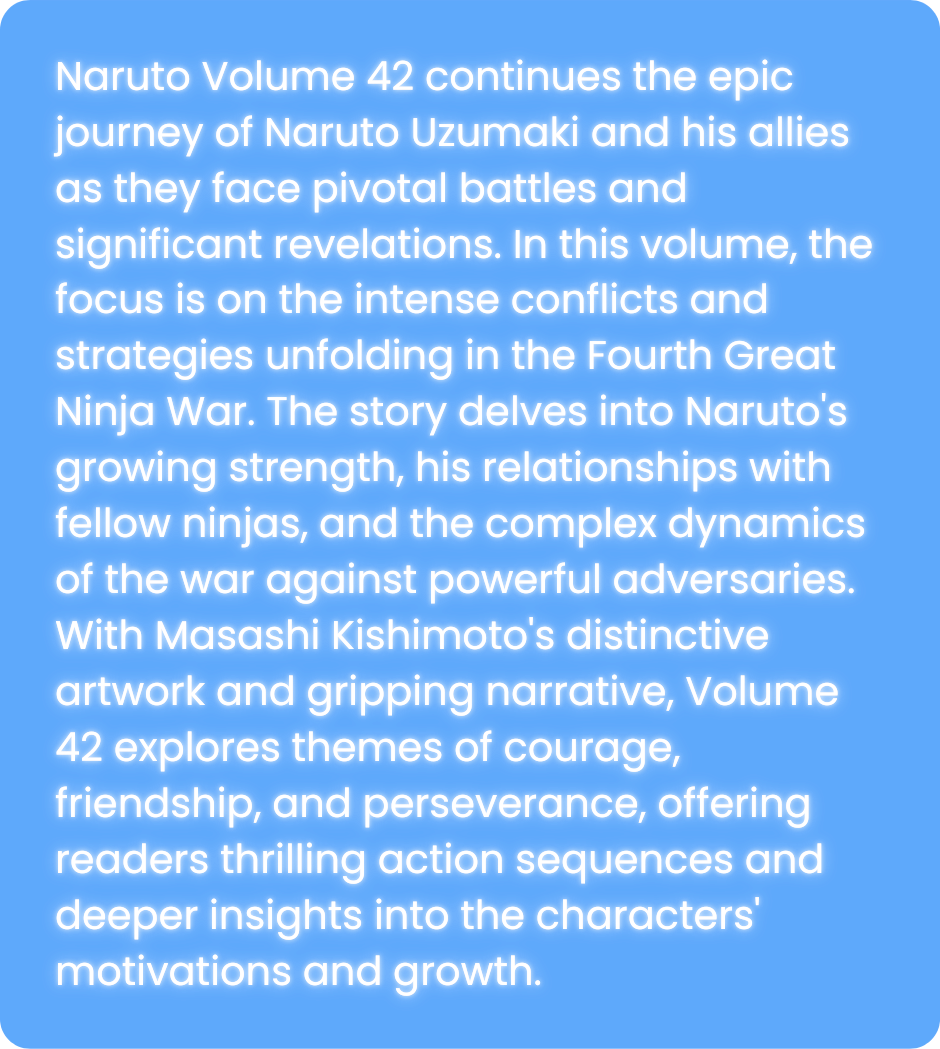 Naruto Volume 42 continues the epic
journey of Naruto Uzumaki and his allies
as they face pivotal battles and
significant revelations. In this volume, the
focus is on the intense conflicts and
strategies unfolding in the Fourth Great
Ninja War. The story delves into Naruto's
growing strength, his relationships with
fellow ninjas, and the complex dynamics
of the war against powerful adversaries.
With Masashi Kishimoto's distinctive
artwork and gripping narrative, Volume
42 explores themes of courage,
friendship, and perseverance, offering
readers thrilling action sequences and
deeper insights into the characters'
motivations and growth.